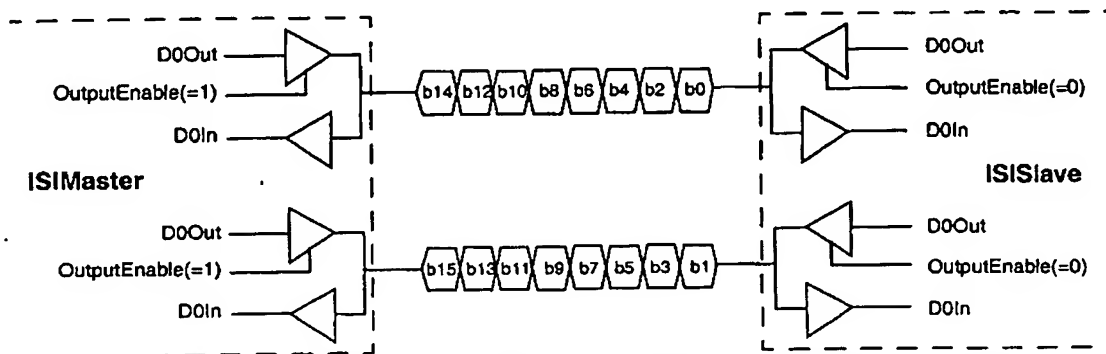 D0Out
OutputEnable(=1)
D0In
b14 b12 b10 b8 b6 b4 b2 b0
D0Out
OutputEnable(=0)
D0In
ISIMaster
ISISlave
D0Out
OutputEnable(=1)
D0In
b15 b13 b11 b9 b7 b5 b3 b1
D0Out
OutputEnable(=0)
D0In